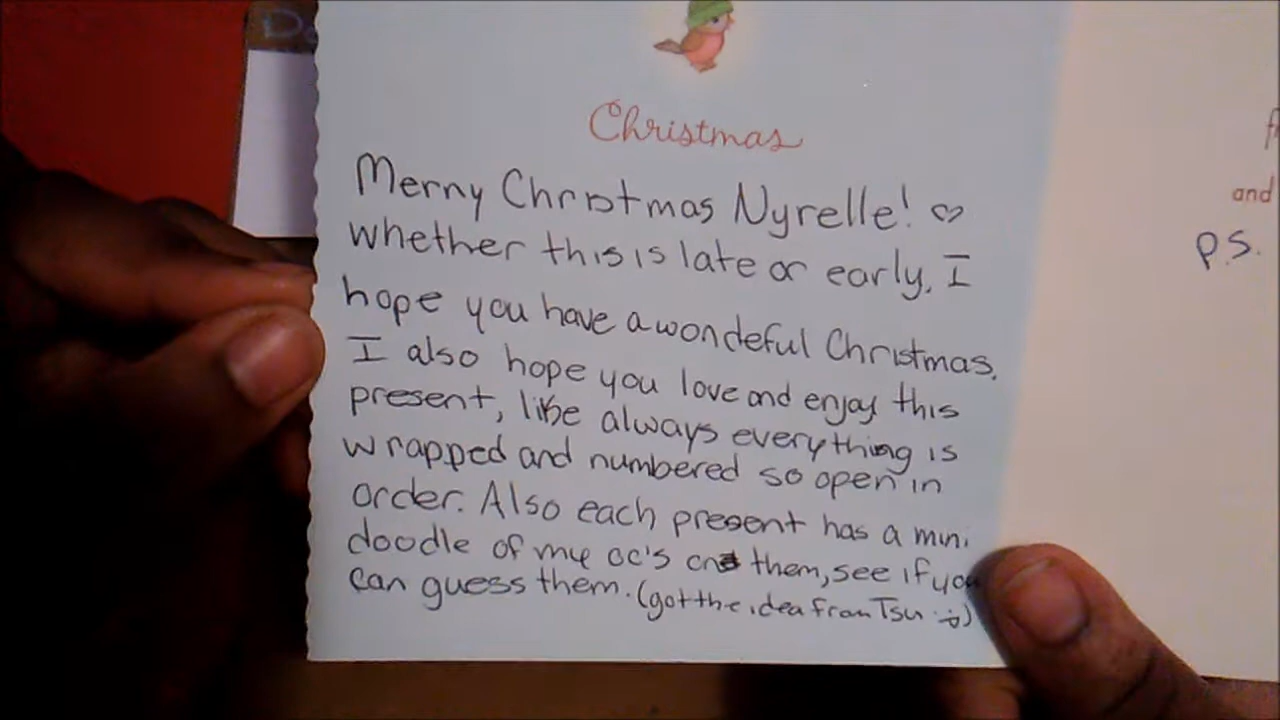 Christmas
Merry Christmas Nyrelle! ♡
whether this is late or early, I
hope you have a wondeful Christmas.
I also hope you love and enjoy this
present, like always everything is
wrapped and numbered so open in
order. Also each present has a mini
doodle of my oc's on them, see if you
can guess them. (got the idea from Tsu
and
P.S.